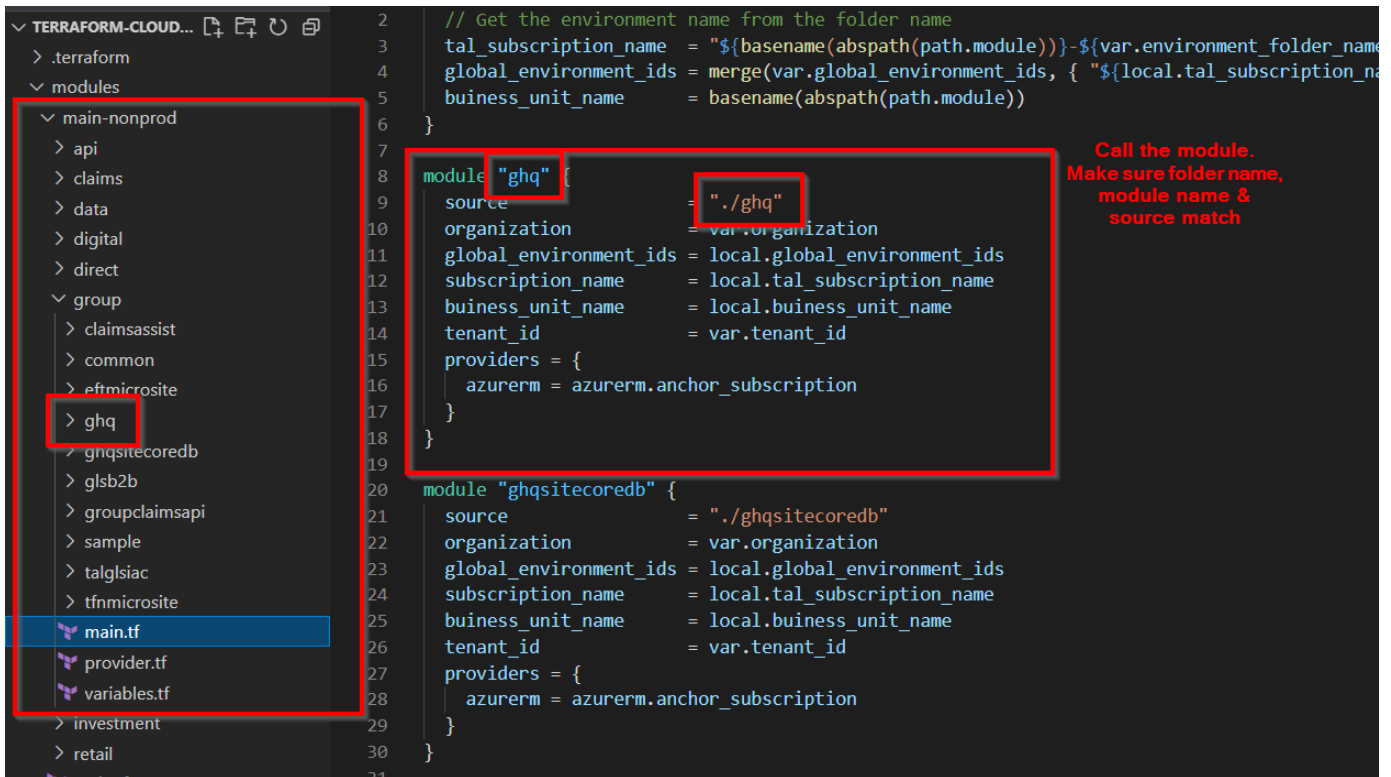 TERRAFORM-CLOUD...
.terraform
modules
main-nonprod
api
claims
data
digital
direct
group
claimsassist
common
eftmicrosite
ghq
ghqsitecoredb
glsb2b
groupclaimsapi
sample
talglsiac
tfnmicrosite
main.tf
provider.tf
variables.tf
investment
retail
2 // Get the environment name from the folder name
3 tal_subscription_name = "${basename(abspath(path.module))}-${var.environment_folder_name
4 global_environment_ids = merge(var.global_environment_ids, { "${local.tal_subscription_na
5 buiness_unit_name = basename(abspath(path.module))
6 }
7
8 module "ghq" {
9 source = "./ghq"
10 organization = var.organization
11 global_environment_ids = local.global_environment_ids
12 subscription_name = local.tal_subscription_name
13 buiness_unit_name = local.buiness_unit_name
14 tenant_id = var.tenant_id
15 providers = {
16 azurerm = azurerm.anchor_subscription
17 }
18 }
19
20 module "ghqsitecoredb" {
21 source = "./ghqsitecoredb"
22 organization = var.organization
23 global_environment_ids = local.global_environment_ids
24 subscription_name = local.tal_subscription_name
25 buiness_unit_name = local.buiness_unit_name
26 tenant_id = var.tenant_id
27 providers = {
28 azurerm = azurerm.anchor_subscription
29 }
30 }
Call the module.
Make sure folder name,
module name &
source match